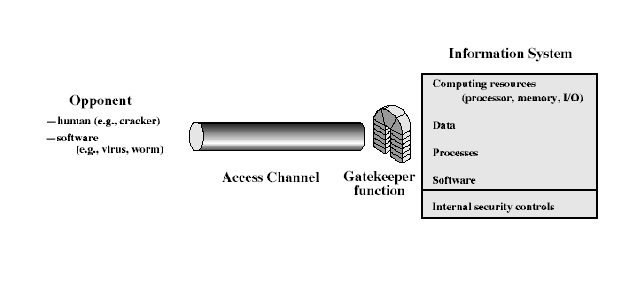 Information System
Opponent
—human (e.g., cracker)
—software
(e.g., virus, worm)
Access Channel
Gatekeeper
function
Computing resources
(processor, memory, I/O)
Data
Processes
Software
Internal security controls